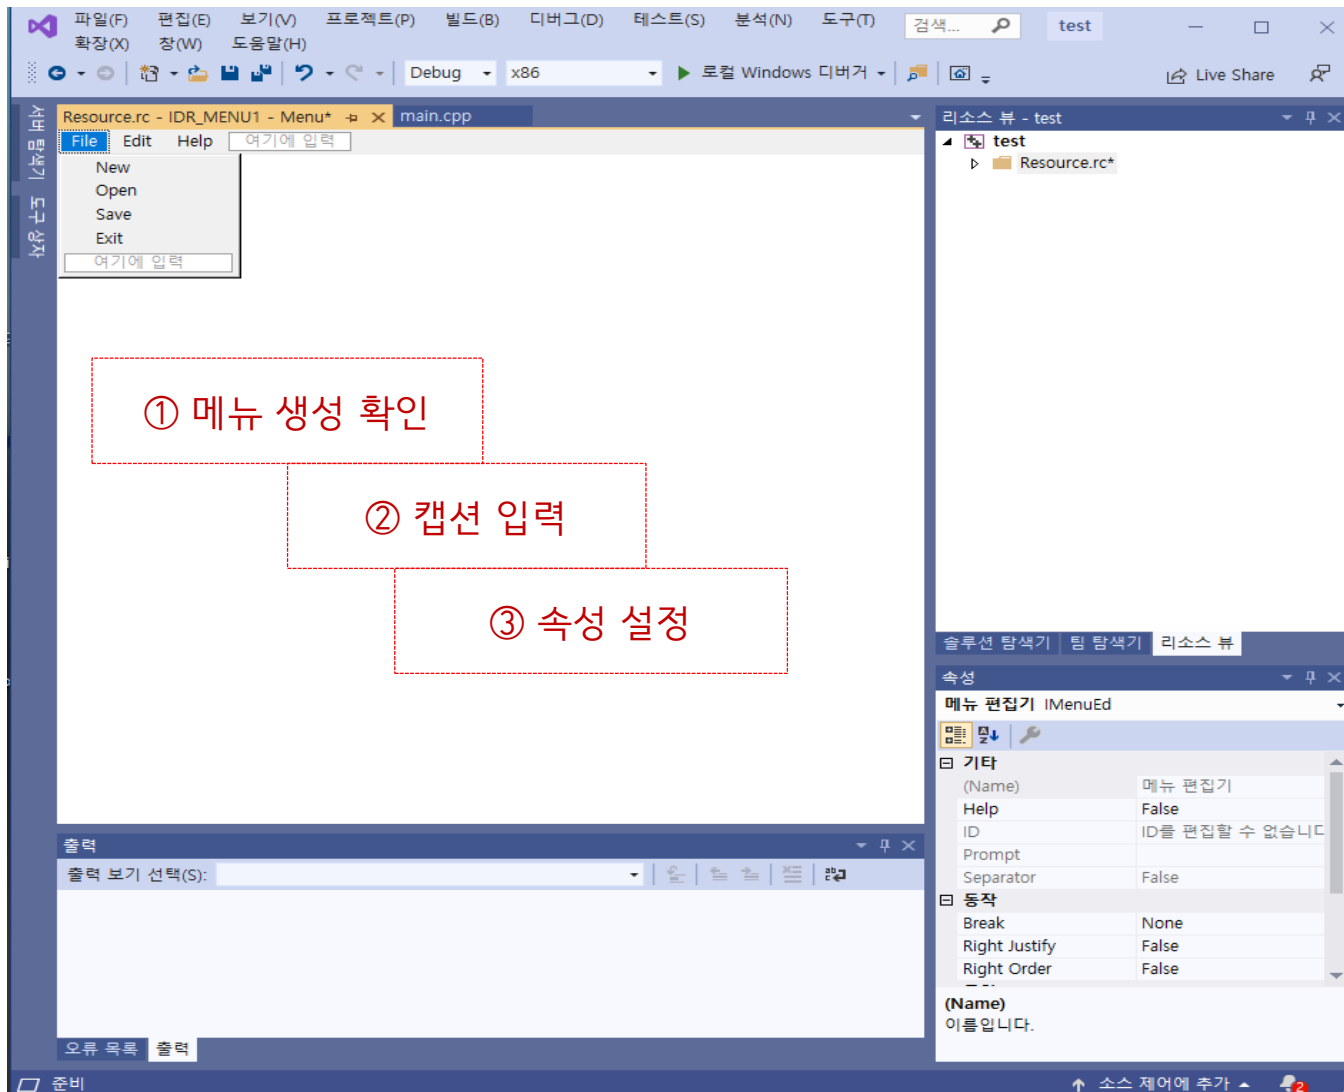 파일(F) 편집(E) 보기(V) 프로젝트(P) 빌드(B) 디버그(D) 테스트(S) 분석(N) 도구(T) 검색... test
확장(X) 창(W) 도움말(H)
Debug x86 로컬 Windows 디버거 Live Share
서버 탐색기
도구 상자
Resource.rc - IDR_MENU1 - Menu* main.cpp
File Edit Help 여기에 입력
New
Open
Save
Exit
여기에 입력
① 메뉴 생성 확인
② 캡션 입력
③ 속성 설정
출력
출력 보기 선택(S):
오류 목록 출력
리소스 뷰 - test
test
Resource.rc*
솔루션 탐색기 팀 탐색기 리소스 뷰
속성
메뉴 편집기 IMenuEd
기타
(Name) 메뉴 편집기
Help False
ID ID를 편집할 수 없습니다
Prompt
Separator False
동작
Break None
Right Justify False
Right Order False
(Name)
이름입니다.
준비 소스 제어에 추가 2